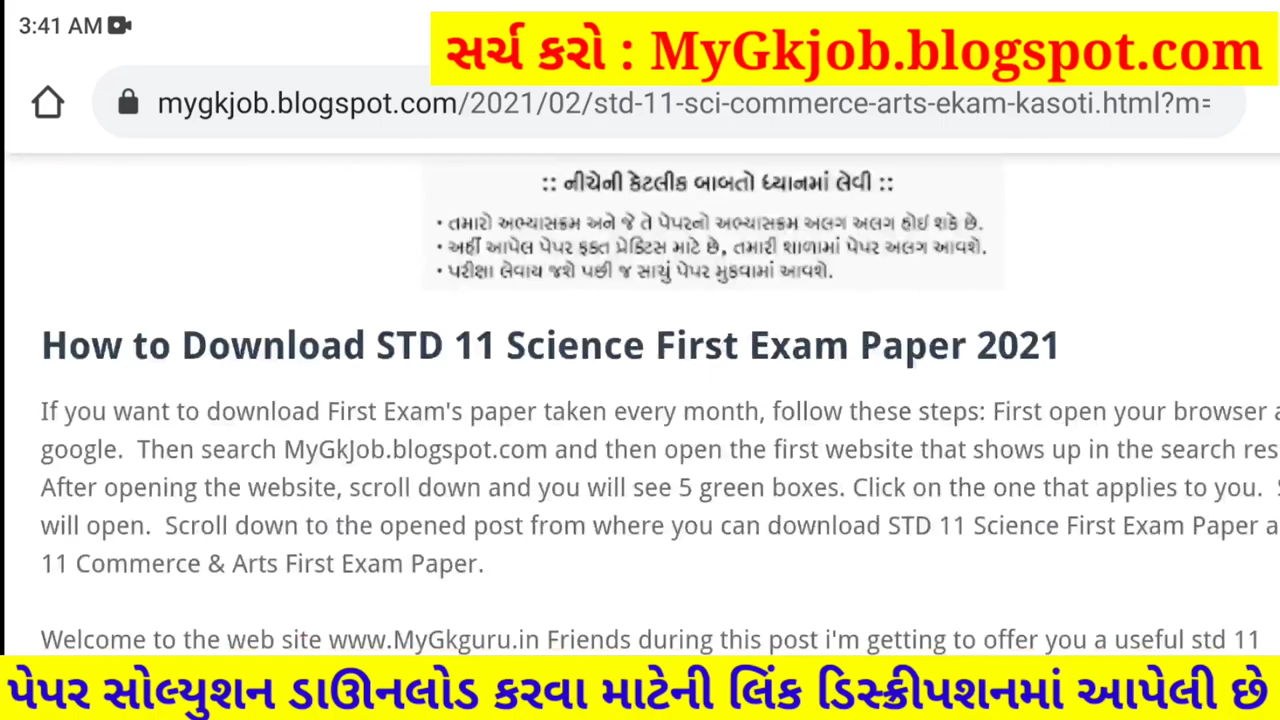 3:41 AM
સર્ચ કરો : MyGkjob.blogspot.com
mygkjob.blogspot.com/2021/02/std-11-sci-commerce-arts-ekam-kasoti.html?m=
:: નીચેની કેટલીક બાબતો ધ્યાનમાં લેવી ::
• તમારો અભ્યાસક્રમ અને જે તે પેપરનો અભ્યાસક્રમ અલગ અલગ હોઈ શકે છે.
• અહીં આપેલ પેપર ફક્ત પ્રેક્ટિસ માટે છે, તમારી શાળામાં પેપર અલગ આવશે.
• પરીક્ષા લેવાય જશે પછી જ સાચું પેપર મુકવામાં આવશે.
How to Download STD 11 Science First Exam Paper 2021
If you want to download First Exam's paper taken every month, follow these steps: First open your browser
google. Then search MyGkJob.blogspot.com and then open the first website that shows up in the search res
After opening the website, scroll down and you will see 5 green boxes. Click on the one that applies to you.
will open. Scroll down to the opened post from where you can download STD 11 Science First Exam Paper a
11 Commerce & Arts First Exam Paper.
Welcome to the web site www.MyGkguru.in Friends during this post i'm getting to offer you a useful std 11
પેપર સોલ્યુશન ડાઊનલોડ કરવા માટેની લિંક ડિસ્ક્રીપશનમાં આપેલી છે